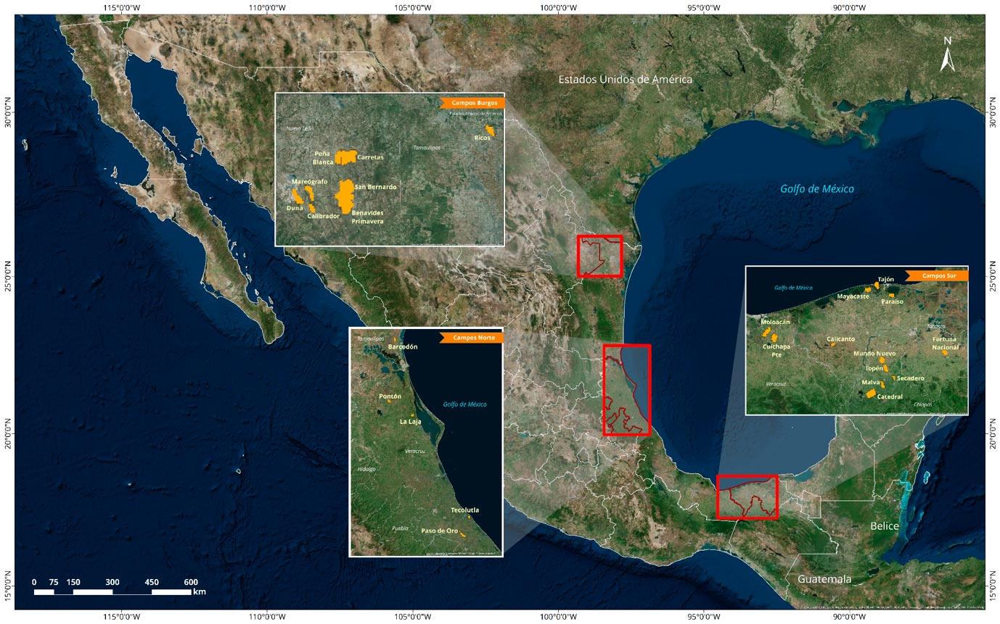 115°0'0"W
110°0'0"W
105°0'0"W
100°0'0"W
95°0'0"W
90°0'0"W
N
Estados Unidos de América
30°0'0"N
30°0'0"N
Campos Burgos
Estados Unidos de América
Nuevo León
Ricos
Tamaulipas
Peña
Blanca
Carretas
Mareógrafo
San Bernardo
Duna
Calibrador
Benavides
Primavera
Golfo de México
25°0'0"N
25°0'0"N
Campos Sur
Golfo de México
Tajón
Mayacaste
Paraiso
Moloacán
Tabasco
Cuichapa
Pte
Calicanto
Fortuna
Nacional
Mundo Nuevo
Topén
Secadero
Veracruz
Malva
Catedral
Chiapas
Campos Norte
Tamaulipas
Barcodón
Pontón
Golfo de México
La Laja
Veracruz
Hidalgo
Tecolutla
Puebla
Paso de Oro
20°0'0"N
20°0'0"N
Belice
Guatemala
0 75 150 300 450 600
km
15°0'0"N
15°0'0"N
115°0'0"W
110°0'0"W
105°0'0"W
100°0'0"W
95°0'0"W
90°0'0"W